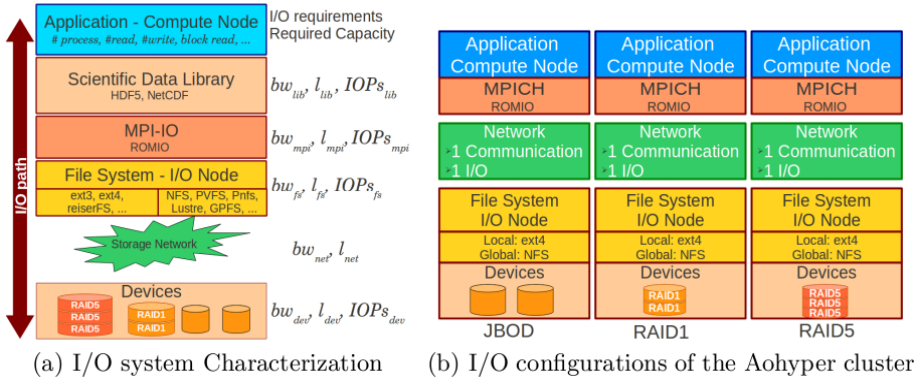 Application - Compute Node
# process, #read, #write, block read, ...
I/O requirements
Required Capacity
Scientific Data Library
HDF5, NetCDF
bw_lib, l_lib, IOPs_lib
MPI-IO
ROMIO
bw_mpi, l_mpi, IOPs_mpi
File System - I/O Node
ext3, ext4,
reiserFS, ...
NFS, PVFS, Pnfs,
Lustre, GPFS, ...
bw_fs, l_fs, IOPs_fs
Storage Network
bw_net, l_net
Devices
RAID5
RAID5
RAID5
RAID1
RAID1
bw_dev, l_dev, IOPs_dev
I/O path
(a) I/O system Characterization
Application
Compute Node
MPICH
ROMIO
Network
➢1 Communication
➢1 I/O
File System
I/O Node
Local: ext4
Global: NFS
Devices
JBOD
Application
Compute Node
MPICH
ROMIO
Network
➢1 Communication
➢1 I/O
File System
I/O Node
Local: ext4
Global: NFS
Devices
RAID1
RAID1
RAID1
Application
Compute Node
MPICH
ROMIO
Network
➢1 Communication
➢1 I/O
File System
I/O Node
Local: ext4
Global: NFS
Devices
RAID5
RAID5
RAID5
RAID5
(b) I/O configurations of the Aohyper cluster